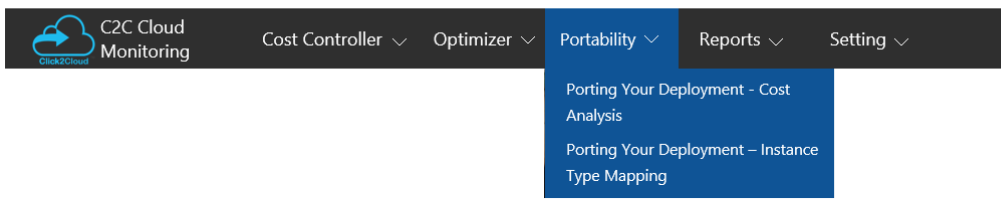 C2C Cloud
Monitoring
Click2Cloud
Cost Controller
Optimizer
Portability
Reports
Setting
Porting Your Deployment - Cost
Analysis
Porting Your Deployment – Instance
Type Mapping